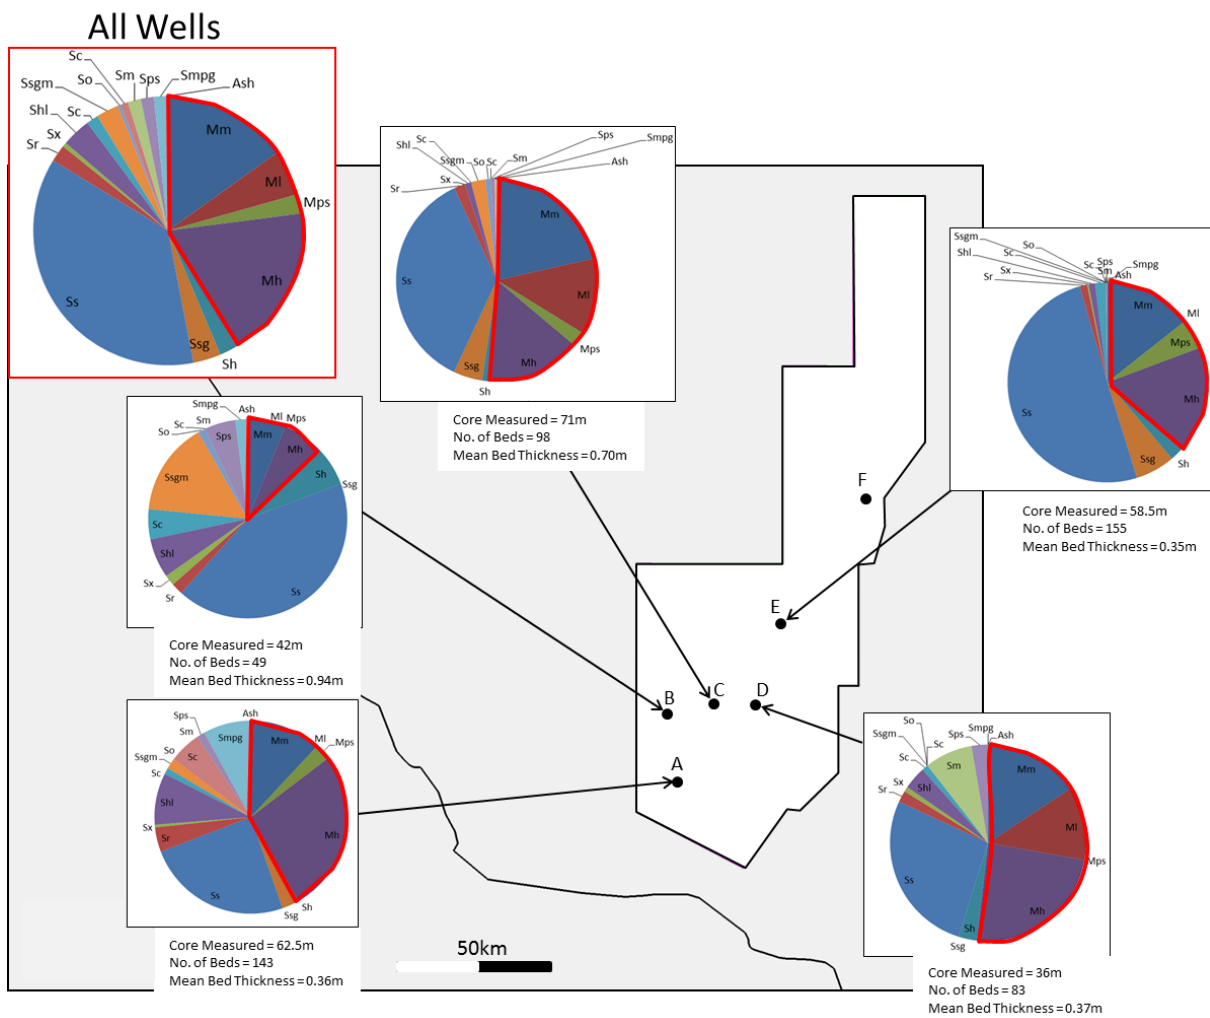 All Wells
Sc
Sm
Sps
Smpg
So
Ash
Ssgm
Shl
Sc
Sx
Sr
Mm
Ml
Mps
Mh
Ss
Ssg
Sh
Sps
Smpg
Sc
Shl
Ssgm
So
Sc
Sm
Ash
Sx
Sr
Mm
Ss
Ml
Mps
Ssg
Mh
Sh
Core Measured = 71m
No. of Beds = 98
Mean Bed Thickness = 0.70m
Ssgm
So
Shl
Sc
Sc
Sps
Smpg
Sm
Sx
Ash
Sr
Mm
Ml
Mps
Ss
Mh
Ssg
Sh
Core Measured = 58.5m
No. of Beds = 155
Mean Bed Thickness = 0.35m
Smpg
Ash
Sm
Ml
Mps
Sc
So
Sps
Mm
Mh
Ssgm
Sh
Ssg
Sc
Shl
Sx
Sr
Ss
Core Measured = 42m
No. of Beds = 49
Mean Bed Thickness = 0.94m
F
E
B
C
D
A
Sps
Ash
Sm
Smpg
Mm
Ml
Mps
So
Sc
Ssgm
Sc
Shl
Sx
Sr
Mh
Ss
Sh
Ssg
Core Measured = 62.5m
No. of Beds = 143
Mean Bed Thickness = 0.36m
So
Smpg
Ssgm
Sc
Sps
Ash
Sm
Mm
Sx
Shl
Sr
Ml
Mps
Ss
Mh
Sh
Ssg
Core Measured = 36m
No. of Beds = 83
Mean Bed Thickness = 0.37m
50km